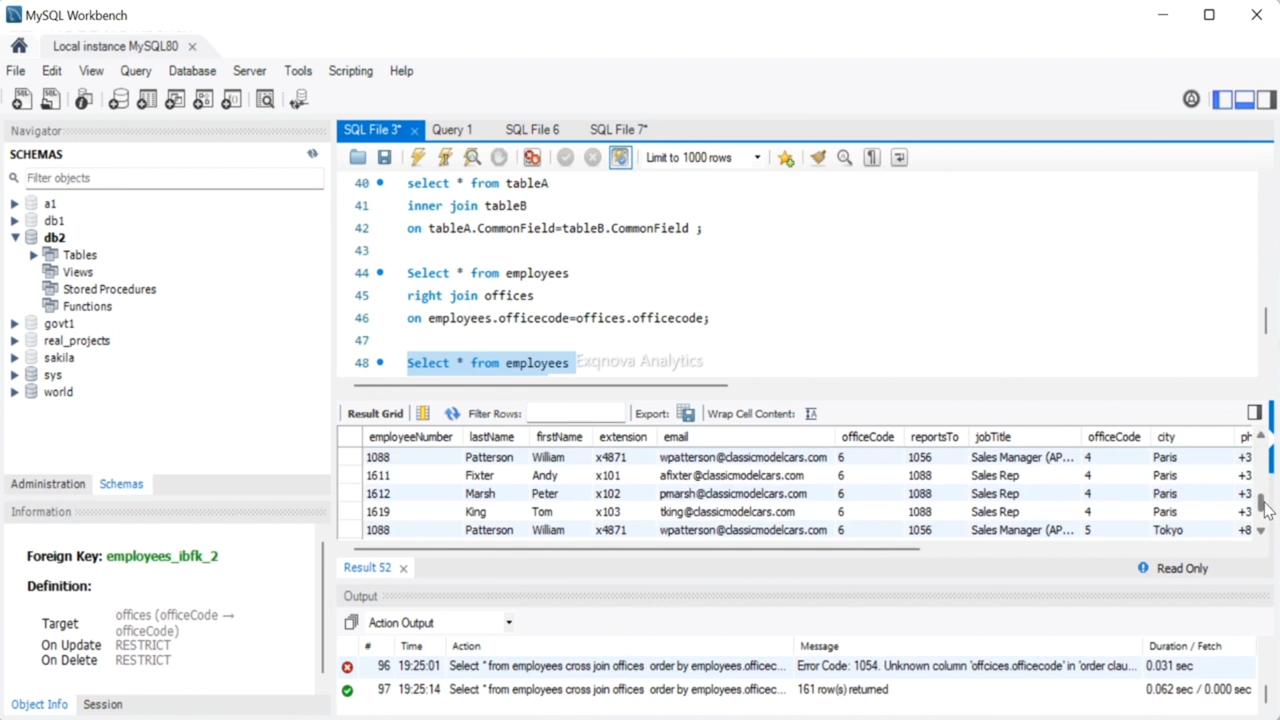 MySQL Workbench
Local instance MySQL80
File Edit View Query Database Server Tools Scripting Help
Navigator
SCHEMAS
Filter objects
a1
db1
db2
Tables
Views
Stored Procedures
Functions
govt1
real_projects
sakila
sys
world
Administration Schemas
Information
Foreign Key: employees_ibfk_2
Definition:
Target offices (officeCode →
officeCode)
On Update RESTRICT
On Delete RESTRICT
Object Info Session
SQL File 3* Query 1 SQL File 6 SQL File 7*
Limit to 1000 rows
40 select * from tableA
41 inner join tableB
42 on tableA.CommonField=tableB.CommonField ;
43
44 Select * from employees
45 right join offices
46 on employees.officecode=offices.officecode;
47
48 Select * from employees
Exqnova Analytics
Result Grid Filter Rows: Export: Wrap Cell Content:
employeeNumber lastName firstName extension email officeCode reportsTo jobTitle officeCode city ph
1088 Patterson William x4871 wpatterson@classicmodelcars.com 6 1056 Sales Manager (AP... 4 Paris +3
1611 Fixter Andy x101 afixter@classicmodelcars.com 6 1088 Sales Rep 4 Paris +3
1612 Marsh Peter x102 pmarsh@classicmodelcars.com 6 1088 Sales Rep 4 Paris +3
1619 King Tom x103 tking@classicmodelcars.com 6 1088 Sales Rep 4 Paris +3
1088 Patterson William x4871 wpatterson@classicmodelcars.com 6 1056 Sales Manager (AP... 5 Tokyo +8
Result 52 Read Only
Output
Action Output
# Time Action Message Duration / Fetch
96 19:25:01 Select * from employees cross join offices order by employees.officec... Error Code: 1054. Unknown column 'offcices.officecode' in 'order clau... 0.031 sec
97 19:25:14 Select * from employees cross join offices order by employees.officec... 161 row(s) returned 0.062 sec / 0.000 sec